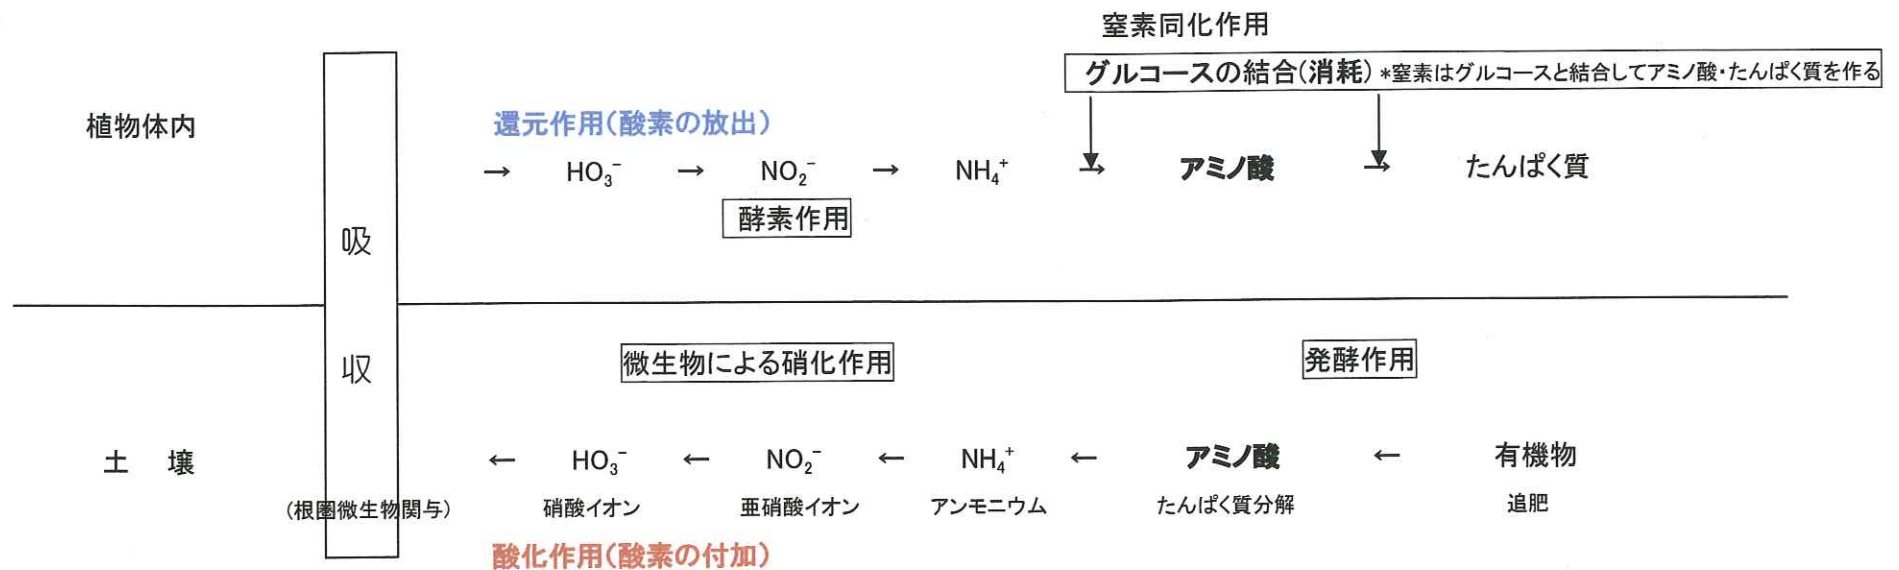 窒素同化作用
グルコースの結合(消耗) *窒素はグルコースと結合してアミノ酸・たんぱく質を作る
植物体内
還元作用(酸素の放出)
→ HO₃⁻ → NO₂⁻ → NH₄⁺ → アミノ酸 → たんぱく質
酵素作用
吸
収
微生物による硝化作用
発酵作用
土 壌
← HO₃⁻ ← NO₂⁻ ← NH₄⁺ ← アミノ酸 ← 有機物
(根圏微生物関与) 硝酸イオン 亜硝酸イオン アンモニウム たんぱく質分解 追肥
酸化作用(酸素の付加)